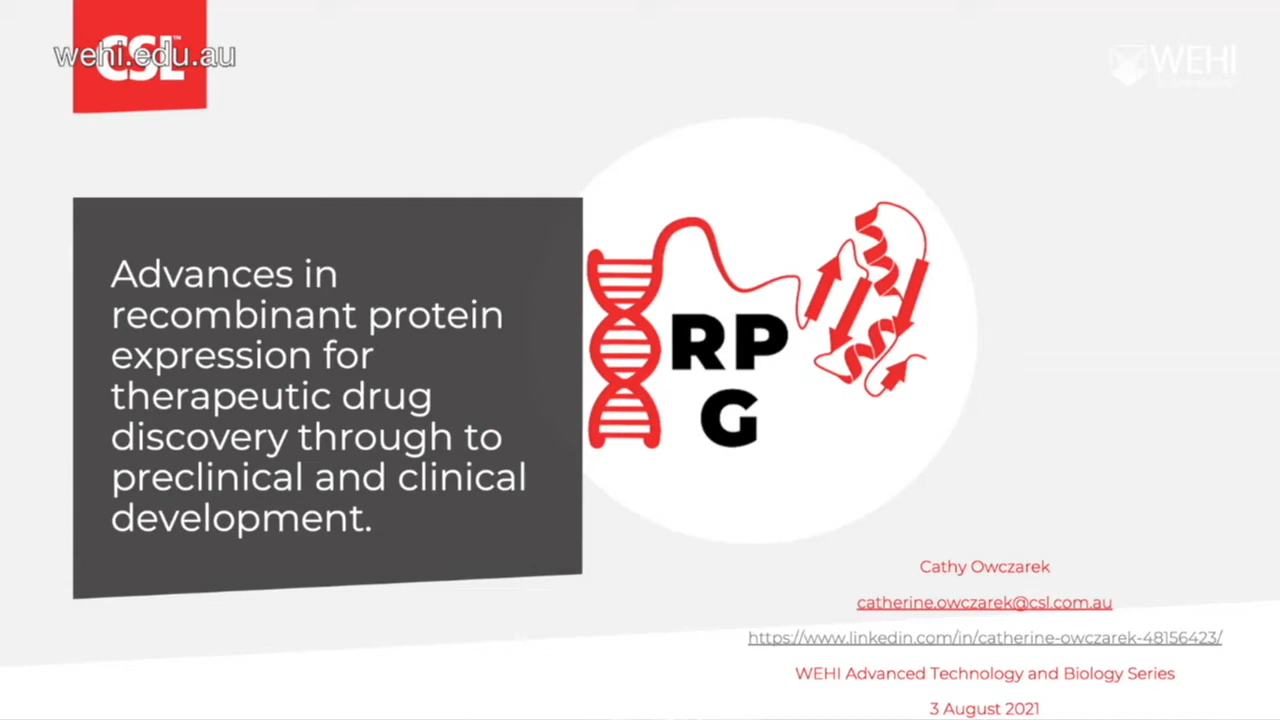 wehi.edu.au
CSL™
WEHI
Advances in
recombinant protein
expression for
therapeutic drug
discovery through to
preclinical and clinical
development.
RP
G
Cathy Owczarek
catherine.owczarek@csl.com.au
https://www.linkedin.com/in/catherine-owczarek-48156423/
WEHI Advanced Technology and Biology Series
3 August 2021